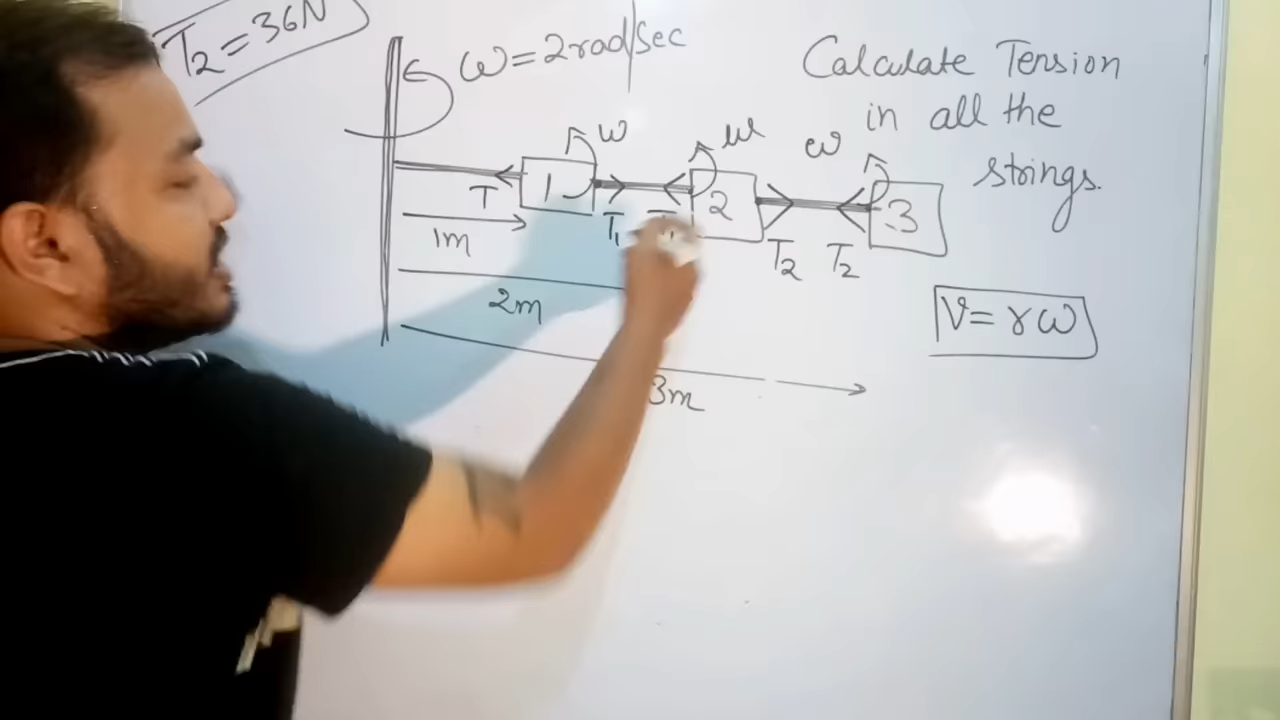 T₂ = 36N
ω = 2rad/sec
Calculate Tension
in all the
strings.
ω
ω
ω
1
2
3
T
T₁
T₂
T₂
1m
2m
3m
V = rω